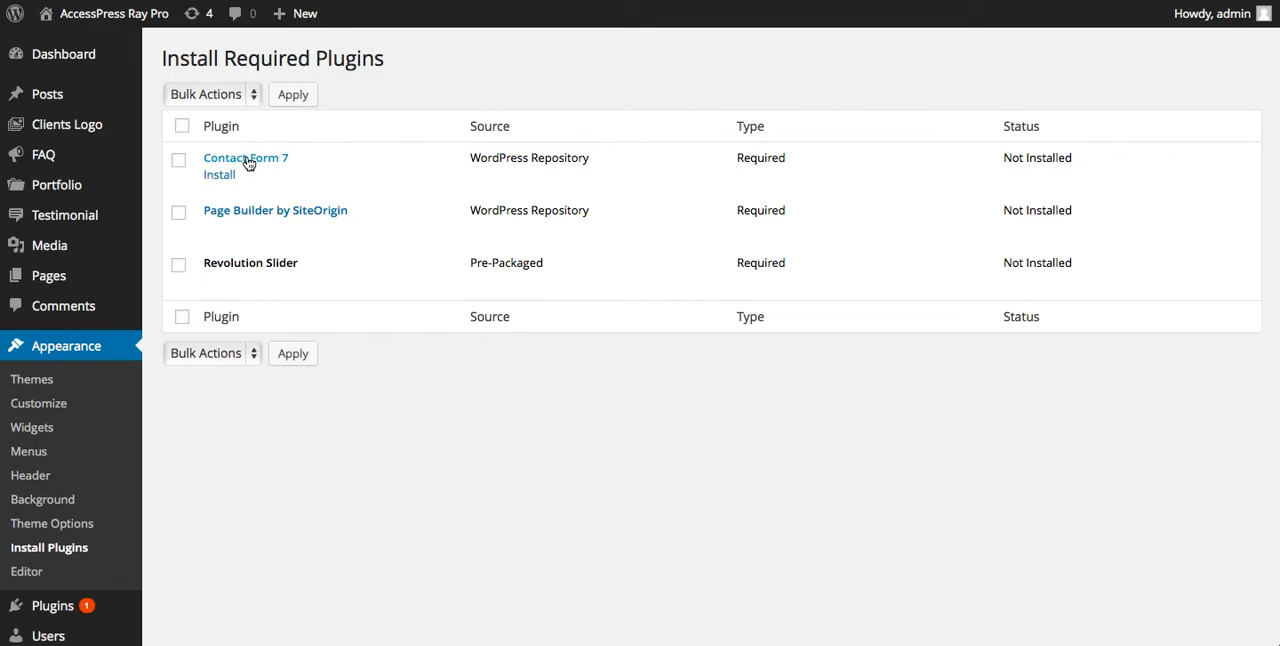 AccessPress Ray Pro 4 0 New Howdy, admin
Dashboard
Posts
Clients Logo
FAQ
Portfolio
Testimonial
Media
Pages
Comments
Appearance
Themes
Customize
Widgets
Menus
Header
Background
Theme Options
Install Plugins
Editor
Plugins 1
Users
Install Required Plugins
Bulk Actions Apply
Plugin Source Type Status
Contact Form 7 WordPress Repository Required Not Installed
Install
Page Builder by SiteOrigin WordPress Repository Required Not Installed
Revolution Slider Pre-Packaged Required Not Installed
Plugin Source Type Status
Bulk Actions Apply